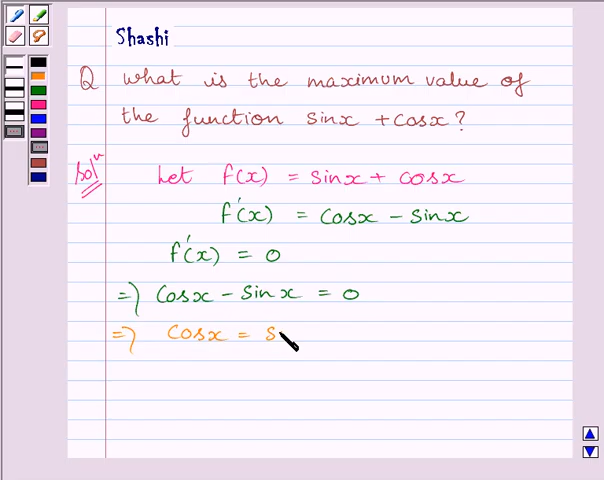 Shashi
Q What is the maximum value of
the function sinx + cosx?
Solⁿ Let f(x) = sinx + cosx
f'(x) = cosx - sinx
f'(x) = 0
=) cosx - sinx = 0
=) cosx = s